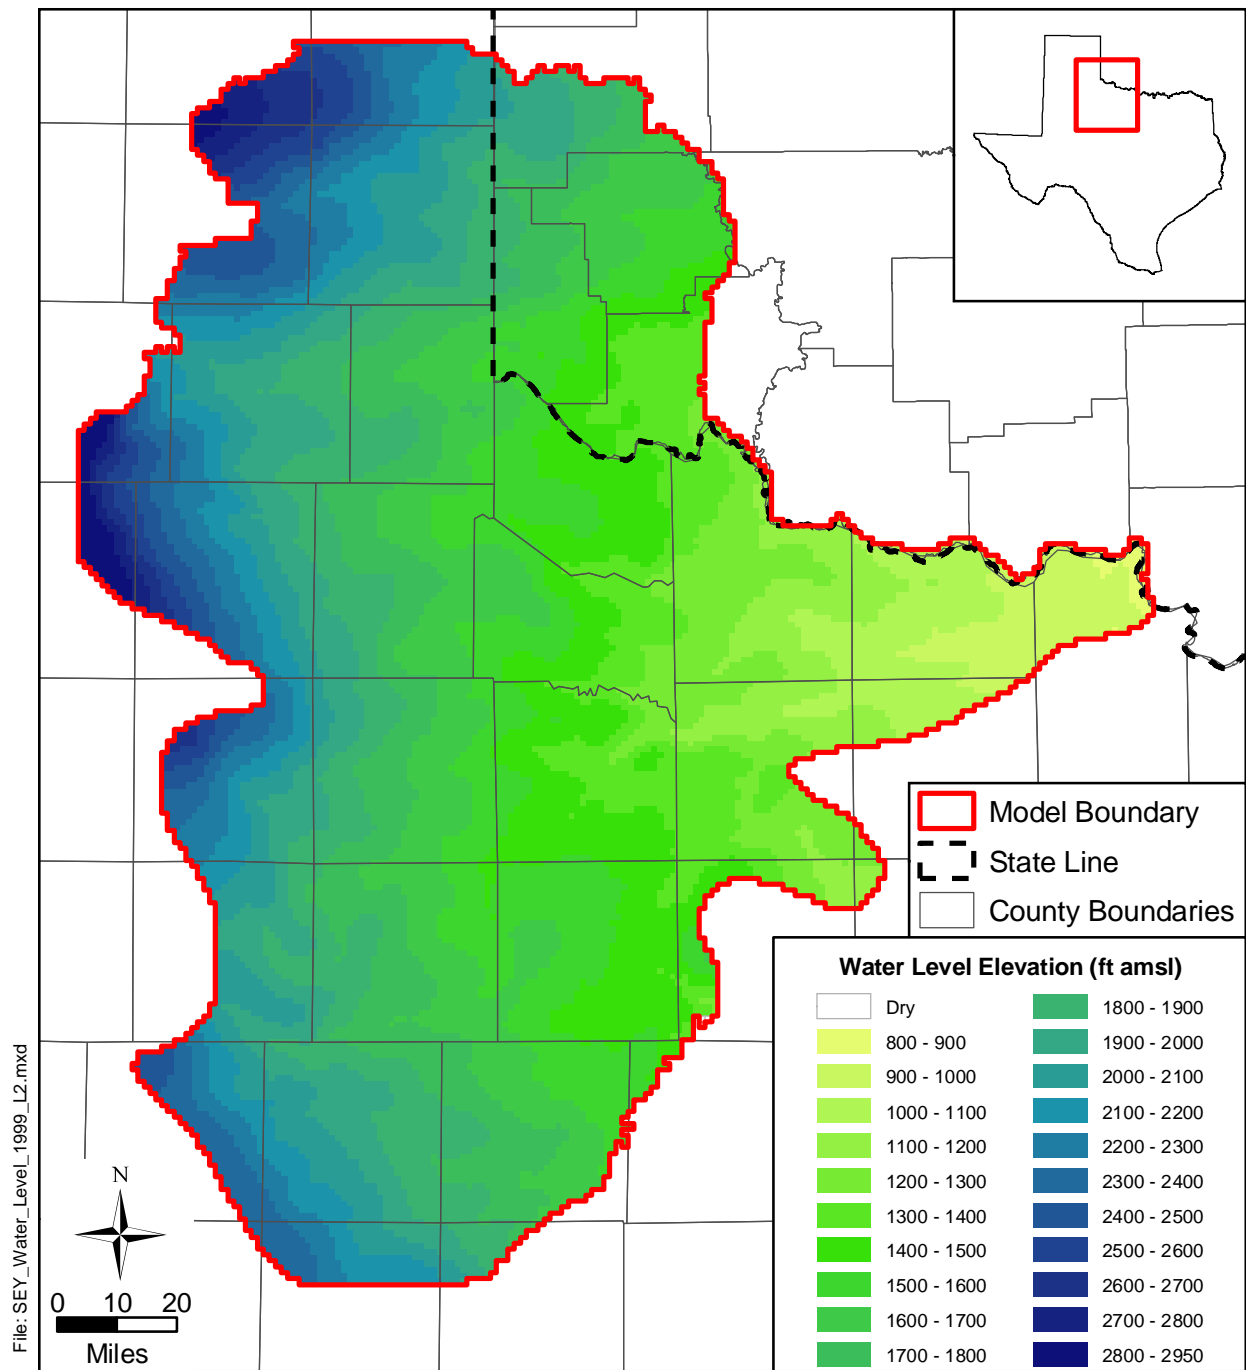 Model Boundary
State Line
County Boundaries
Water Level Elevation (ft amsl)
Dry
800 - 900
900 - 1000
1000 - 1100
1100 - 1200
1200 - 1300
1300 - 1400
1400 - 1500
1500 - 1600
1600 - 1700
1700 - 1800
1800 - 1900
1900 - 2000
2000 - 2100
2100 - 2200
2200 - 2300
2300 - 2400
2400 - 2500
2500 - 2600
2600 - 2700
2700 - 2800
2800 - 2950
N
0 10 20
Miles
File: SEY_Water_Level_1999_L2.mxd